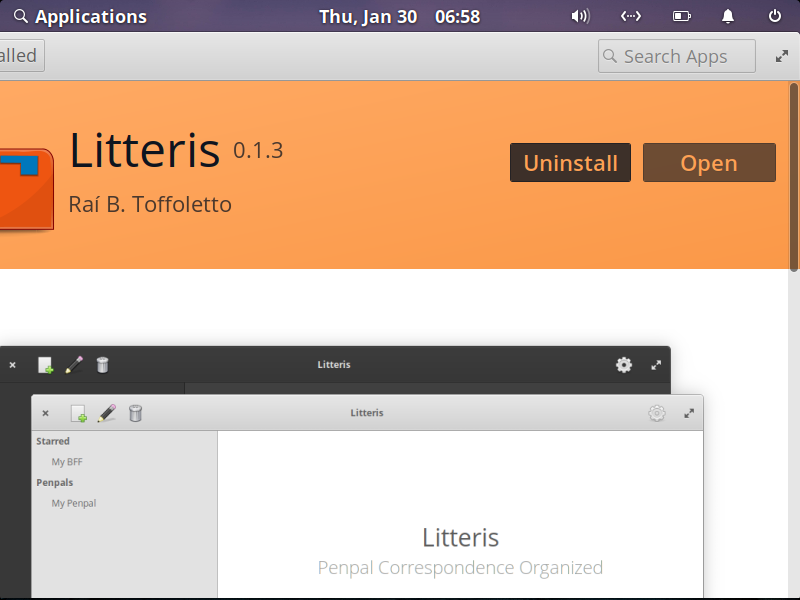 Applications Thu, Jan 30 06:58
alled Search Apps
Litteris 0.1.3
Uninstall Open
Raí B. Toffoletto
Litteris
Litteris
Starred
My BFF
Penpals
My Penpal
Litteris
Penpal Correspondence Organized